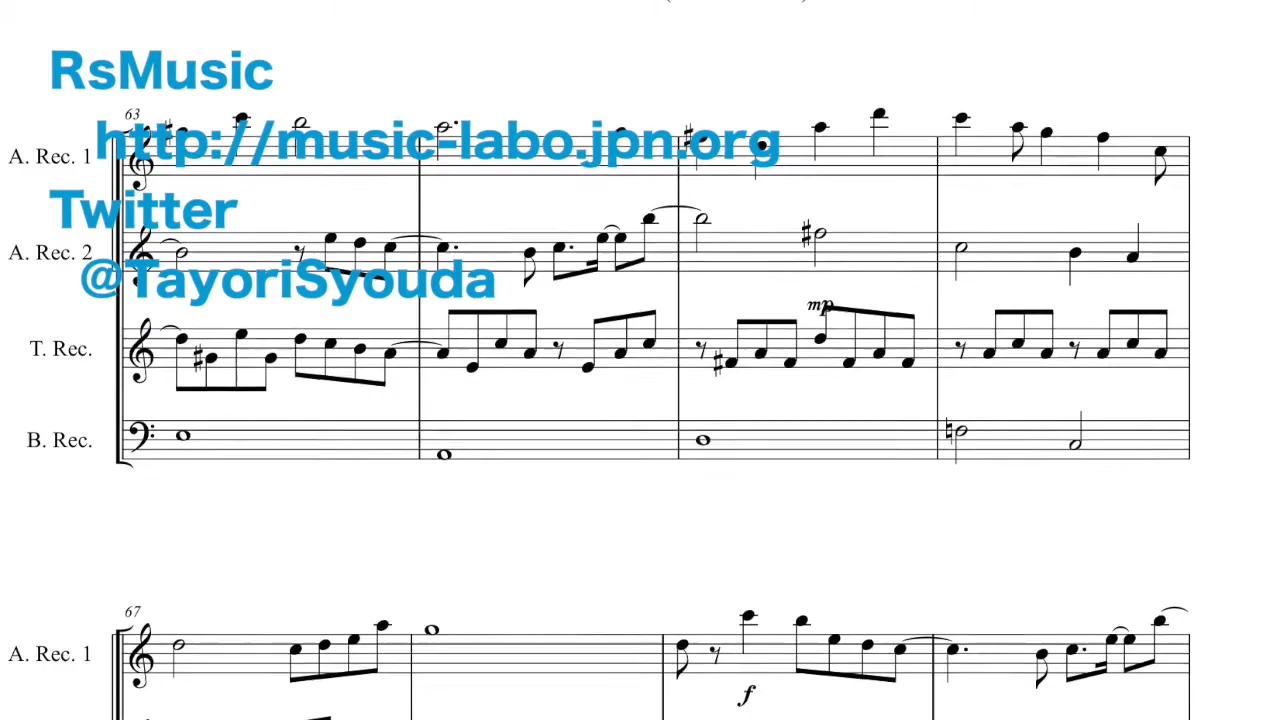 RsMusic
63
http://music-labo.jpn.org
A. Rec. 1
Twitter
A. Rec. 2
@TayoriSyouda
mp
T. Rec.
B. Rec.
67
A. Rec. 1
f